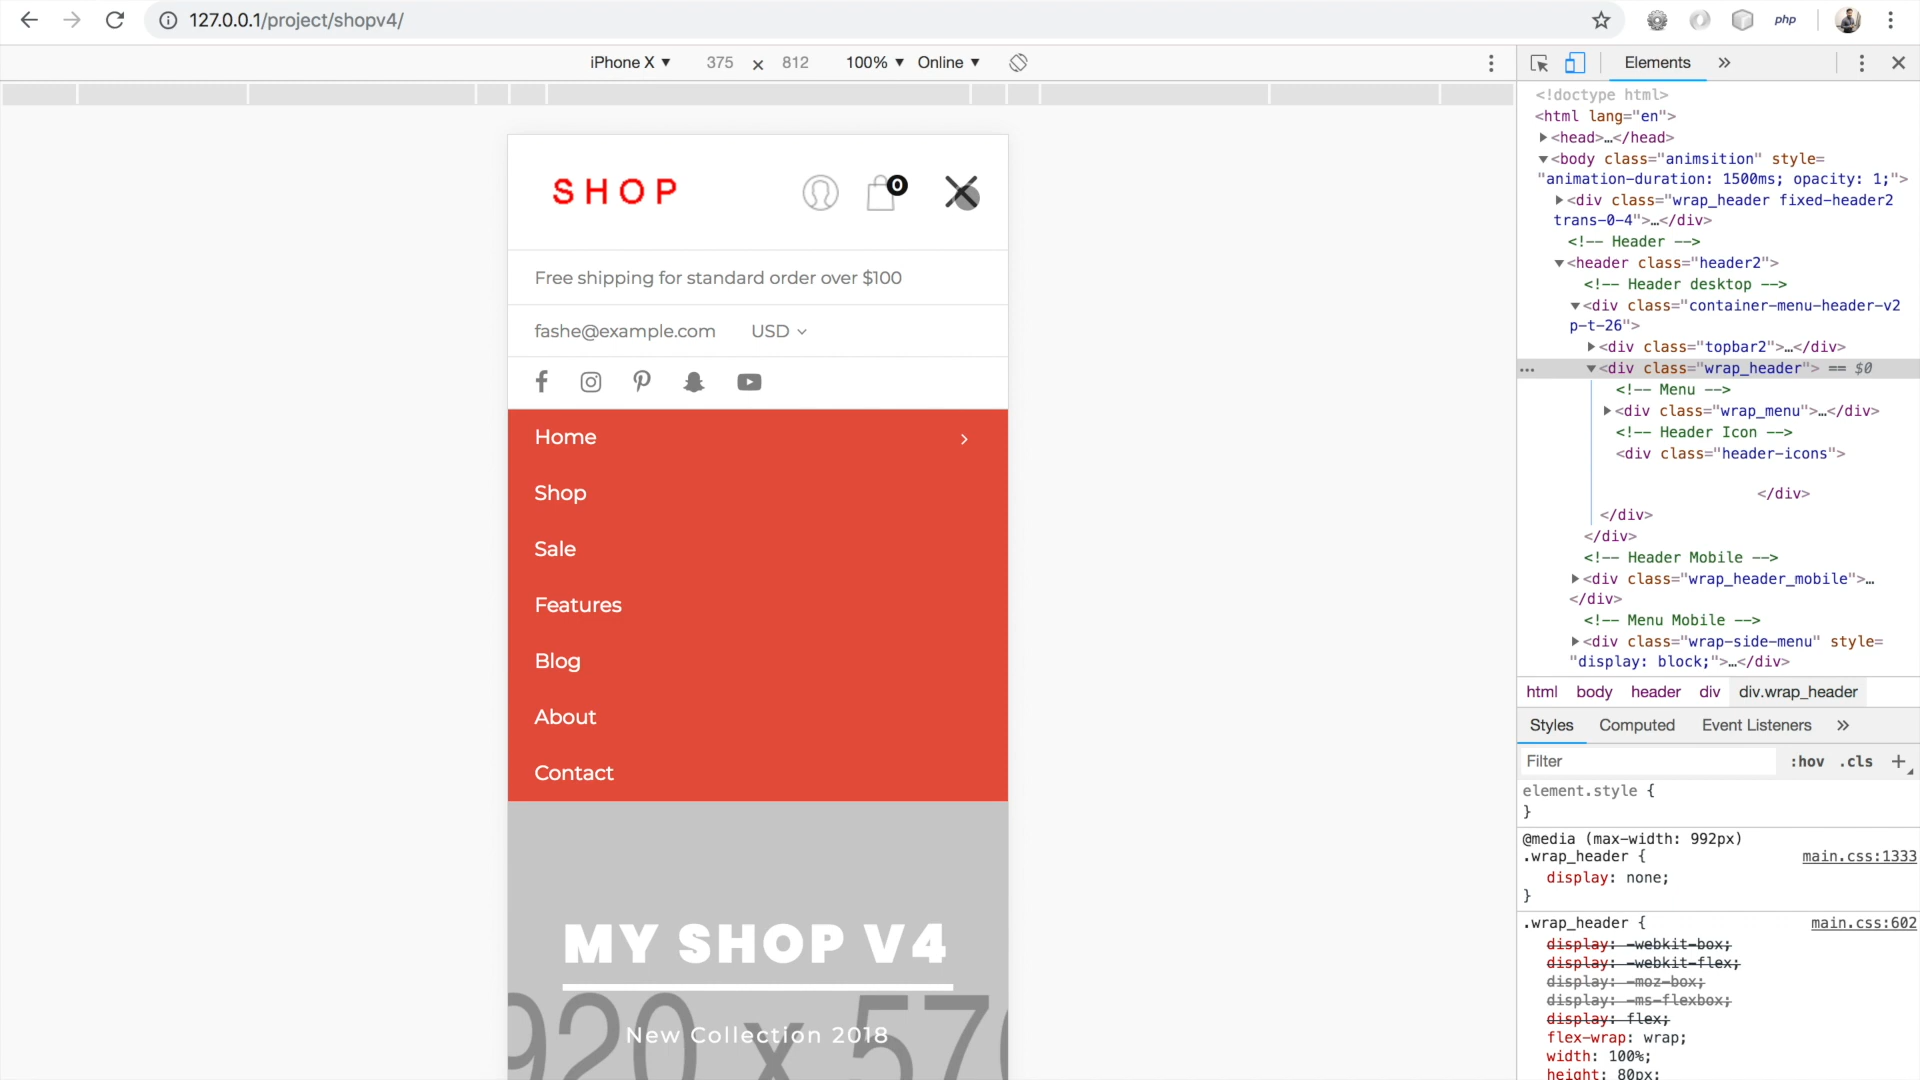 127.0.0.1/project/shopv4/
php
iPhone X ▼ 375 × 812 100% ▼ Online ▼
SHOP
0
Free shipping for standard order over $100
fashe@example.com USD
Home
Shop
Sale
Features
Blog
About
Contact
MY SHOP V4
920 x 570
New Collection 2018
Elements »
<!doctype html>
<html lang="en">
▶<head>…</head>
▼<body class="animsition" style=
"animation-duration: 1500ms; opacity: 1;">
▶<div class="wrap_header fixed-header2
trans-0-4">…</div>
<!-- Header -->
▼<header class="header2">
<!-- Header desktop -->
▼<div class="container-menu-header-v2
p-t-26">
▶<div class="topbar2">…</div>
… ▼<div class="wrap_header"> == $0
<!-- Menu -->
▶<div class="wrap_menu">…</div>
<!-- Header Icon -->
<div class="header-icons">
</div>
</div>
</div>
<!-- Header Mobile -->
▶<div class="wrap_header_mobile">…
</div>
<!-- Menu Mobile -->
▶<div class="wrap-side-menu" style=
"display: block;">…</div>
html body header div div.wrap_header
Styles Computed Event Listeners »
Filter :hov .cls +
element.style {
}
@media (max-width: 992px)
.wrap_header { main.css:1333
display: none;
}
.wrap_header { main.css:602
display: -webkit-box;
display: -webkit-flex;
display: -moz-box;
display: -ms-flexbox;
display: flex;
flex-wrap: wrap;
width: 100%;
height: 80px;